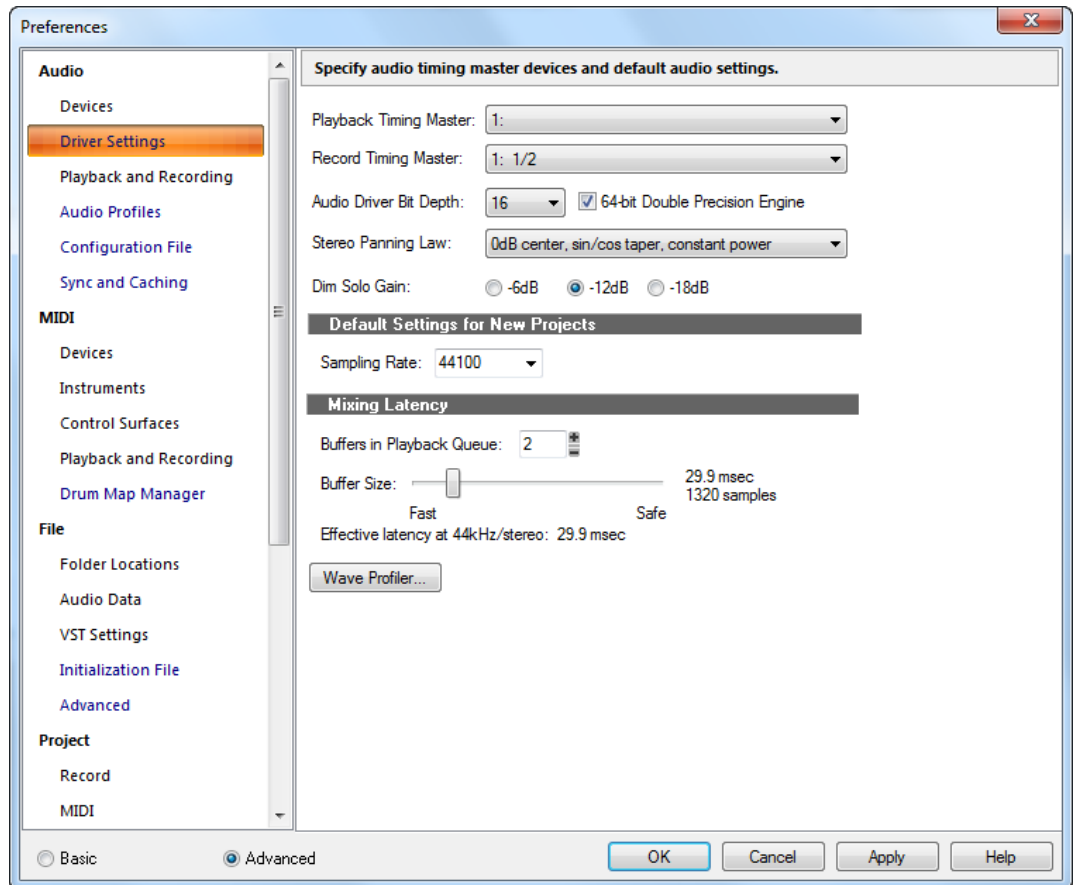 Preferences
Audio
Devices
Driver Settings
Playback and Recording
Audio Profiles
Configuration File
Sync and Caching
MIDI
Devices
Instruments
Control Surfaces
Playback and Recording
Drum Map Manager
File
Folder Locations
Audio Data
VST Settings
Initialization File
Advanced
Project
Record
MIDI
Basic
Advanced
Specify audio timing master devices and default audio settings.
Playback Timing Master: 1:
Record Timing Master: 1: 1/2
Audio Driver Bit Depth: 16 64-bit Double Precision Engine
Stereo Panning Law: 0dB center, sin/cos taper, constant power
Dim Solo Gain: -6dB -12dB -18dB
Default Settings for New Projects
Sampling Rate: 44100
Mixing Latency
Buffers in Playback Queue: 2
Buffer Size: 29.9 msec
1320 samples
Fast Safe
Effective latency at 44kHz/stereo: 29.9 msec
Wave Profiler...
OK Cancel Apply Help